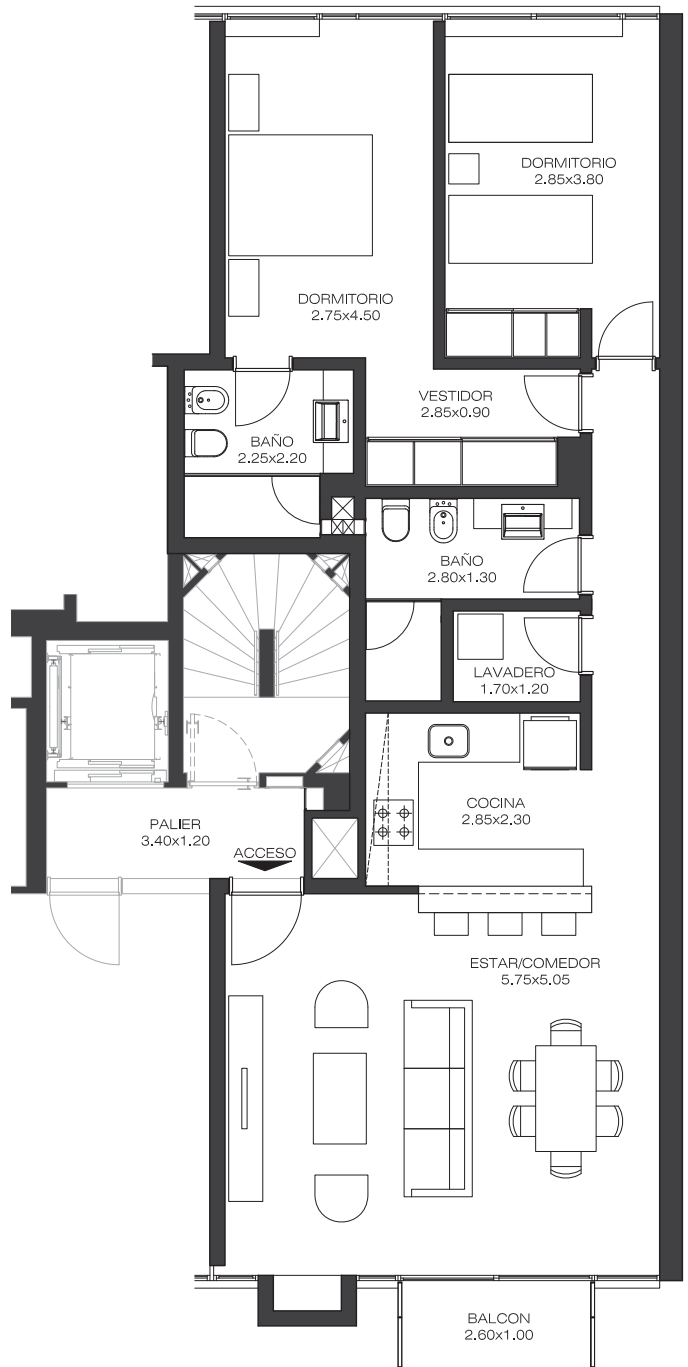 DORMITORIO
2.85x3.80
DORMITORIO
2.75x4.50
VESTIDOR
2.85x0.90
BAÑO
2.25x2.20
BAÑO
2.80x1.30
LAVADERO
1.70x1.20
COCINA
2.85x2.30
PALIER
3.40x1.20
ACCESO
ESTAR/COMEDOR
5.75x5.05
BALCON
2.60x1.00